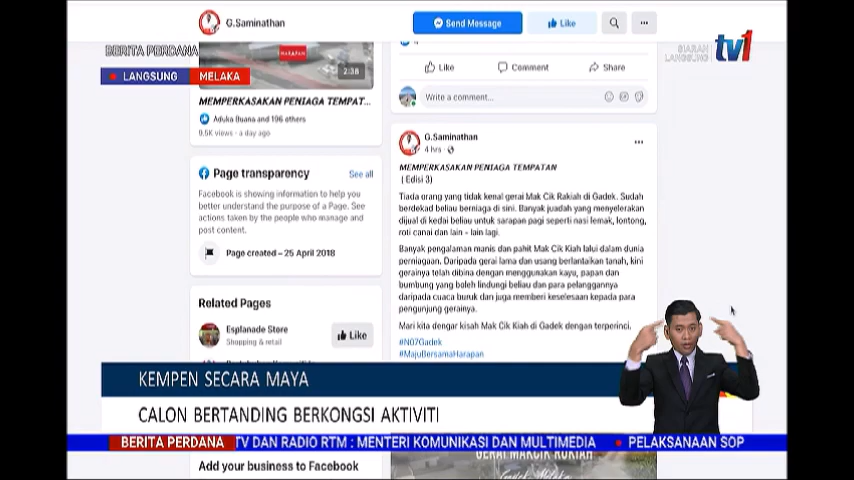 G.Saminathan
Send Message
Like
BERITA PERDANA
SIARAN
LANGSUNG
tv1
LANGSUNG
MELAKA
HARAPAN
2:38
MEMPERKASAKAN PENIAGA TEMPAT...
Aduka Buana and 196 others
9.5K views · a day ago
Page transparency
See all
Facebook is showing information to help you
better understand the purpose of a Page. See
actions taken by the people who manage and
post content.
Page created – 25 April 2018
Related Pages
Esplanade Store
Shopping & retail
Like
Like
Comment
Share
Write a comment...
G.Saminathan
4 hrs ·
MEMPERKASAKAN PENIAGA TEMPATAN
( Edisi 3)
Tiada orang yang tidak kenal gerai Mak Cik Rakiah di Gadek. Sudah
berdekad beliau berniaga di sini. Banyak juadah yang menyelerakan
dijual di kedai beliau untuk sarapan pagi seperti nasi lemak, lontong,
roti canai dan lain - lain lagi.
Banyak pengalaman manis dan pahit Mak Cik Kiah lalui dalam dunia
perniagaan. Daripada gerai lama dan usang berlantaikan tanah, kini
gerainya telah dibina dengan menggunakan kayu, papan dan
bumbung yang boleh lindungi beliau dan para pelanggannya
daripada cuaca buruk dan juga memberi keselesaan kepada para
pengunjung gerainya.
Mari kita dengar kisah Mak Cik Kiah di Gadek dengan terperinci.
#N07Gadek
#MajuBersamaHarapan
KEMPEN SECARA MAYA
CALON BERTANDING BERKONGSI AKTIVITI
BERITA PERDANA
TV DAN RADIO RTM : MENTERI KOMUNIKASI DAN MULTIMEDIA • PELAKSANAAN SOP
Add your business to Facebook
GERAI MAKCIK RUKIAH